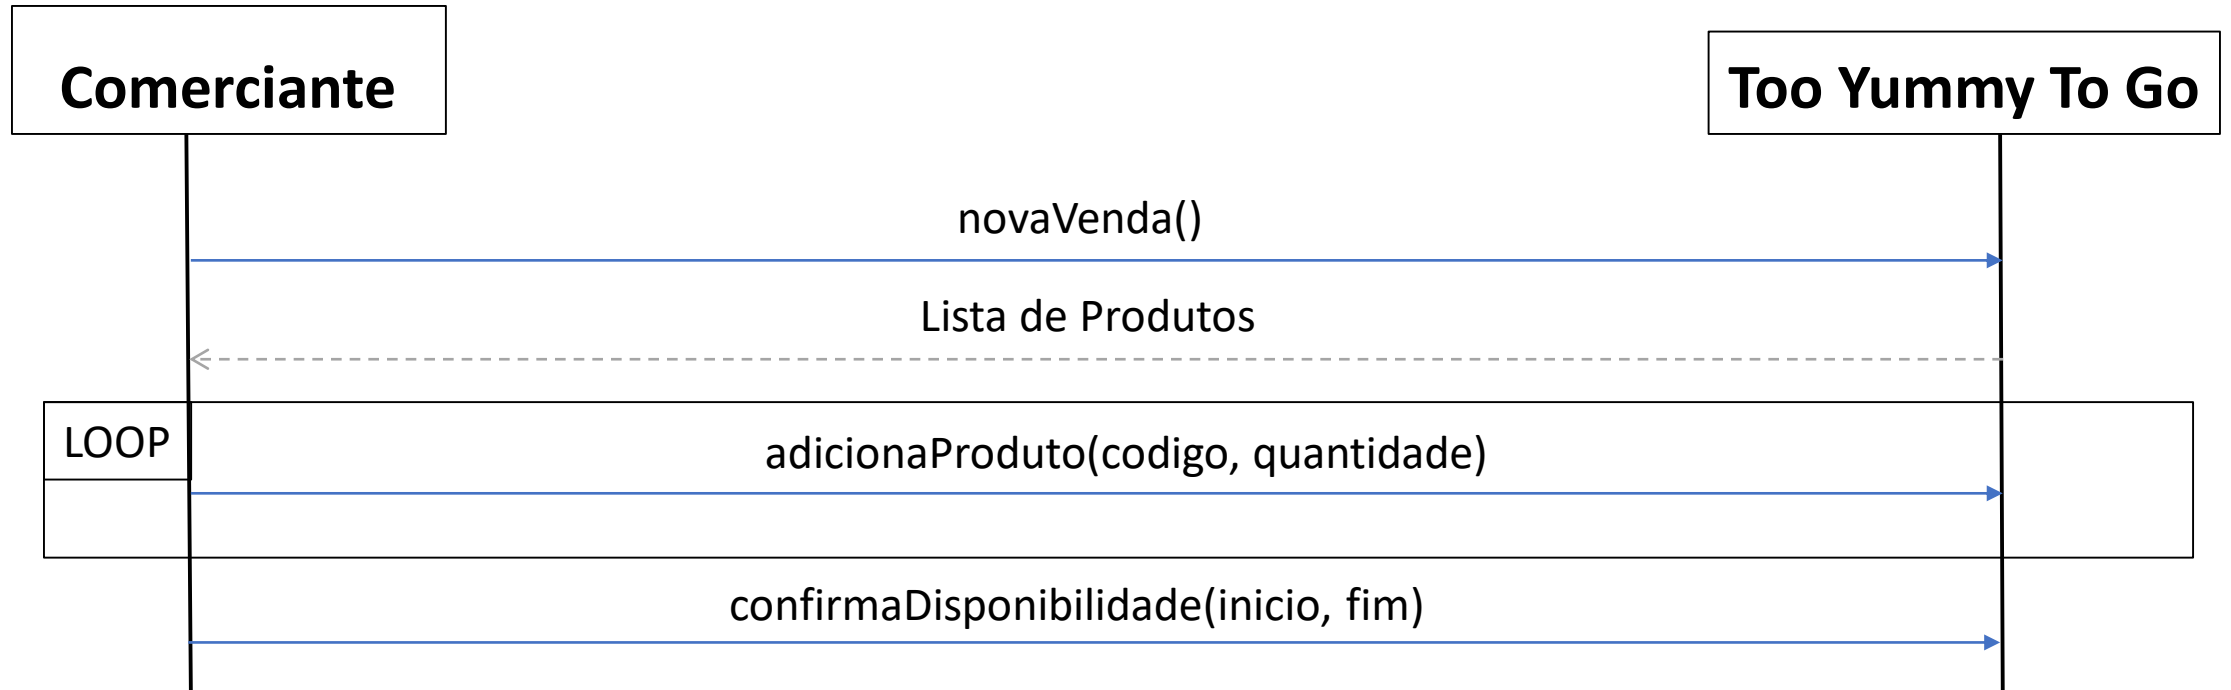 Comerciante
Too Yummy To Go
novaVenda()
Lista de Produtos
LOOP
adicionaProduto(codigo, quantidade)
confirmaDisponibilidade(inicio, fim)